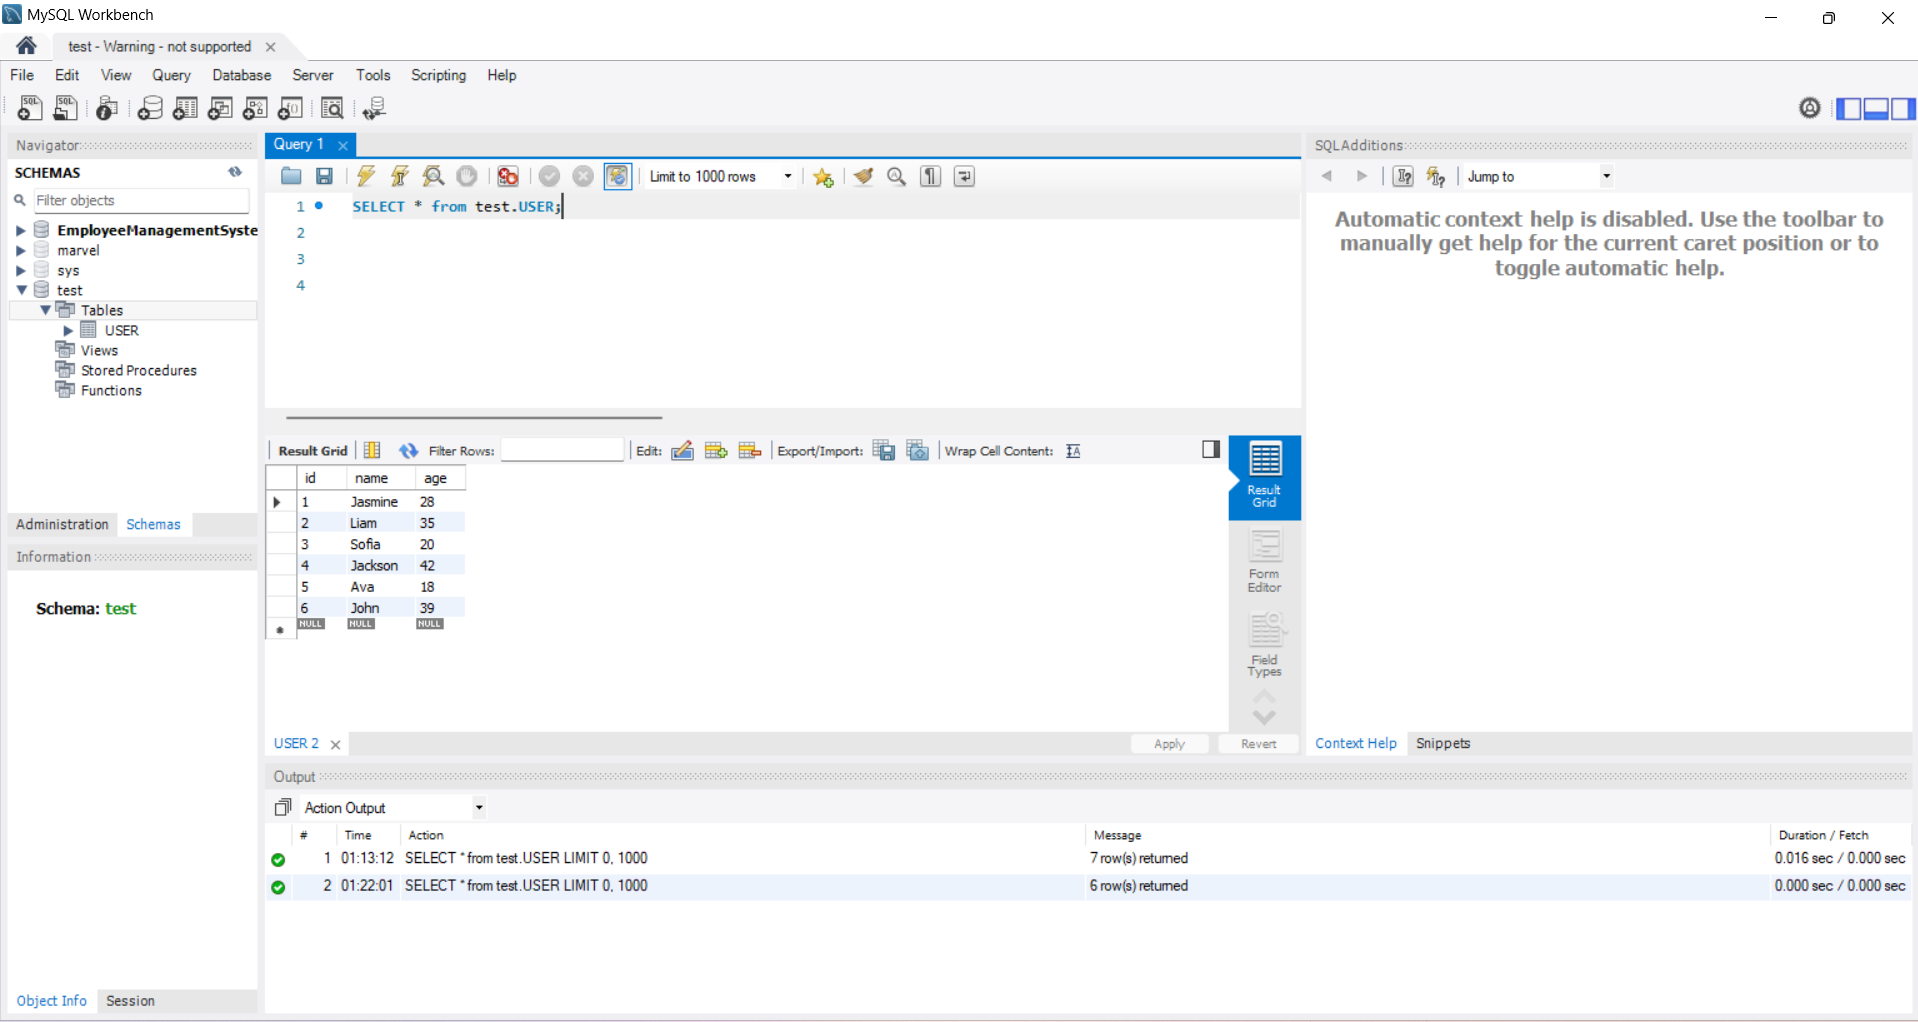 MySQL Workbench
test - Warning - not supported
File Edit View Query Database Server Tools Scripting Help
Navigator
SCHEMAS
Filter objects
EmployeeManagementSyste
marvel
sys
test
Tables
USER
Views
Stored Procedures
Functions
Administration Schemas
Information
Schema: test
Object Info Session
Query 1
Limit to 1000 rows
1 SELECT * from test.USER;
2
3
4
Result Grid Filter Rows: Edit: Export/Import: Wrap Cell Content:
id name age
1 Jasmine 28
2 Liam 35
3 Sofia 20
4 Jackson 42
5 Ava 18
6 John 39
NULL NULL NULL
Result
Grid
Form
Editor
Field
Types
USER 2
Apply Revert
SQLAdditions
Jump to
Automatic context help is disabled. Use the toolbar to
manually get help for the current caret position or to
toggle automatic help.
Context Help Snippets
Output
Action Output
# Time Action Message Duration / Fetch
1 01:13:12 SELECT * from test.USER LIMIT 0, 1000 7 row(s) returned 0.016 sec / 0.000 sec
2 01:22:01 SELECT * from test.USER LIMIT 0, 1000 6 row(s) returned 0.000 sec / 0.000 sec